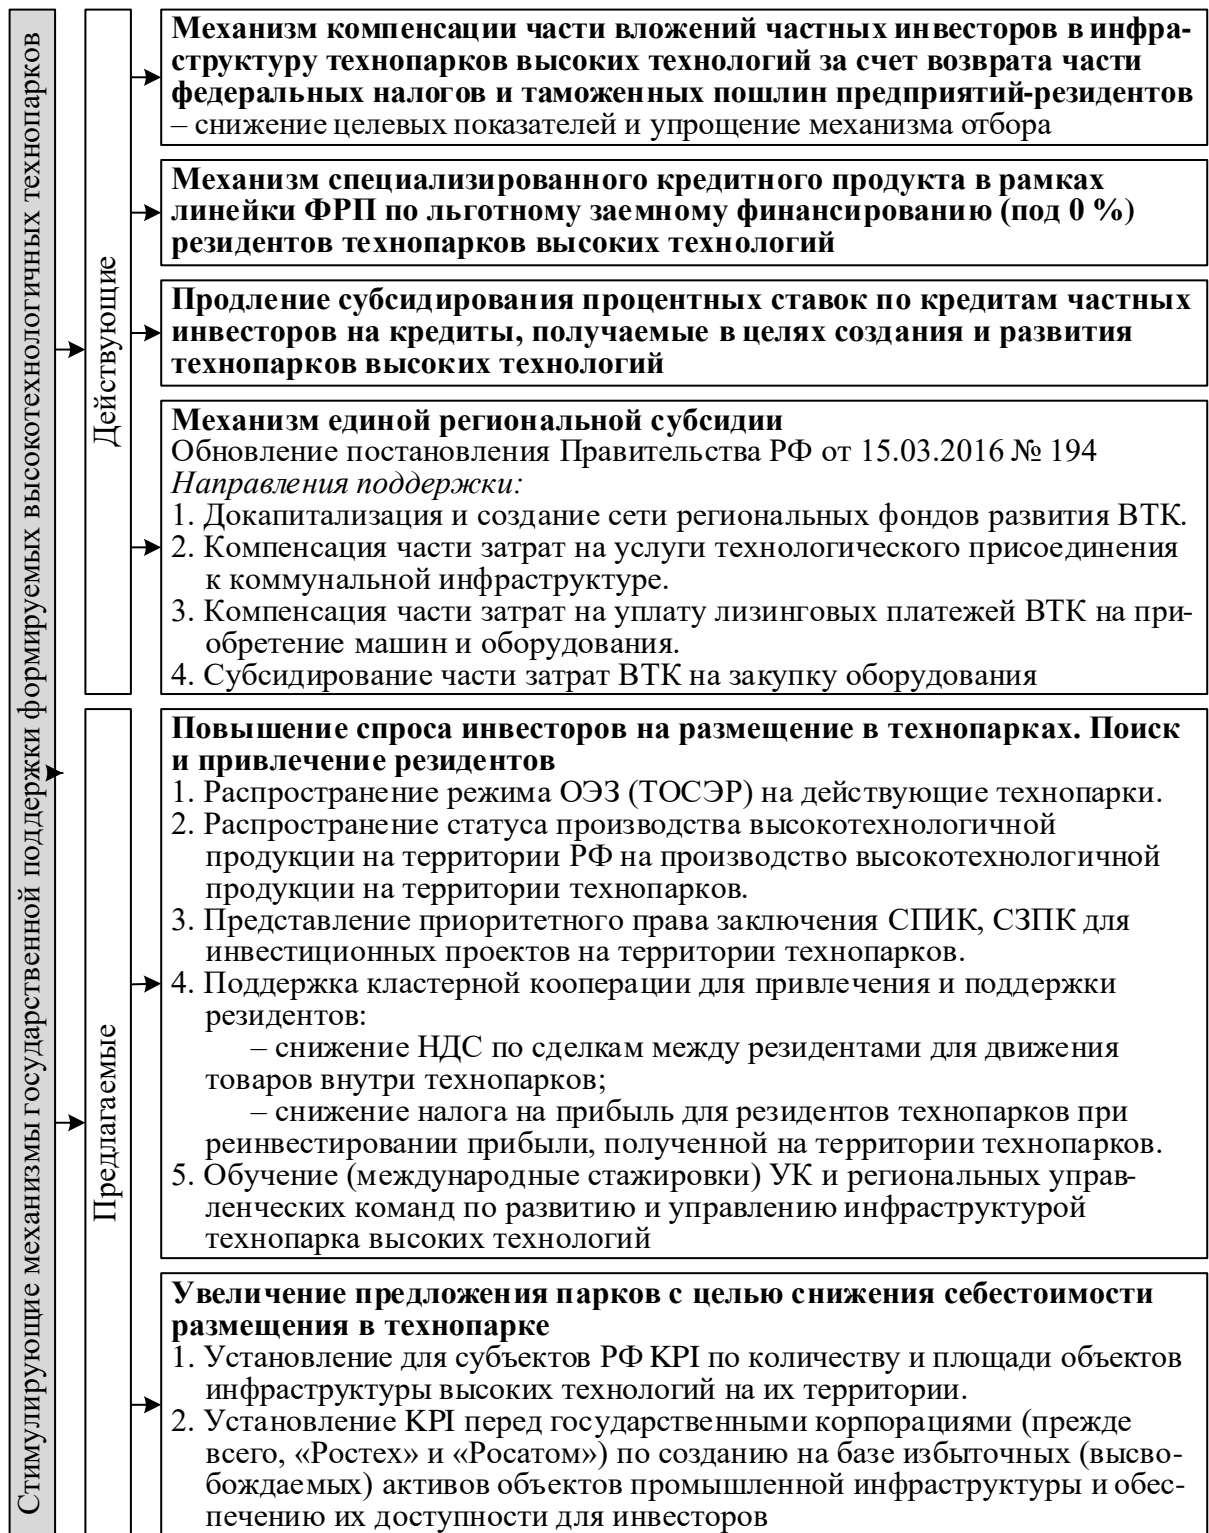 Стимулирующие механизмы государственной поддержки формируемых высокотехнологичных технопарков
Действующие
Механизм компенсации части вложений частных инвесторов в инфра-
структуру технопарков высоких технологий за счет возврата части
федеральных налогов и таможенных пошлин предприятий-резидентов
– снижение целевых показателей и упрощение механизма отбора
Механизм специализированного кредитного продукта в рамках
линейки ФРП по льготному заемному финансированию (под 0 %)
резидентов технопарков высоких технологий
Продление субсидирования процентных ставок по кредитам частных
инвесторов на кредиты, получаемые в целях создания и развития
технопарков высоких технологий
Механизм единой региональной субсидии
Обновление постановления Правительства РФ от 15.03.2016 № 194
Направления поддержки:
1. Докапитализация и создание сети региональных фондов развития ВТК.
2. Компенсация части затрат на услуги технологического присоединения
к коммунальной инфраструктуре.
3. Компенсация части затрат на уплату лизинговых платежей ВТК на при-
обретение машин и оборудования.
4. Субсидирование части затрат ВТК на закупку оборудования
Предлагаемые
Повышение спроса инвесторов на размещение в технопарках. Поиск
и привлечение резидентов
1. Распространение режима ОЭЗ (ТОСЭР) на действующие технопарки.
2. Распространение статуса производства высокотехнологичной
продукции на территории РФ на производство высокотехнологичной
продукции на территории технопарков.
3. Представление приоритетного права заключения СПИК, СЗПК для
инвестиционных проектов на территории технопарков.
4. Поддержка кластерной кооперации для привлечения и поддержки
резидентов:
– снижение НДС по сделкам между резидентами для движения
товаров внутри технопарков;
– снижение налога на прибыль для резидентов технопарков при
реинвестировании прибыли, полученной на территории технопарков.
5. Обучение (международные стажировки) УК и региональных управ-
ленческих команд по развитию и управлению инфраструктурой
технопарка высоких технологий
Увеличение предложения парков с целью снижения себестоимости
размещения в технопарке
1. Установление для субъектов РФ KPI по количеству и площади объектов
инфраструктуры высоких технологий на их территории.
2. Установление KPI перед государственными корпорациями (прежде
всего, «Ростех» и «Росатом») по созданию на базе избыточных (высво-
бождаемых) активов объектов промышленной инфраструктуры и обес-
печению их доступности для инвесторов